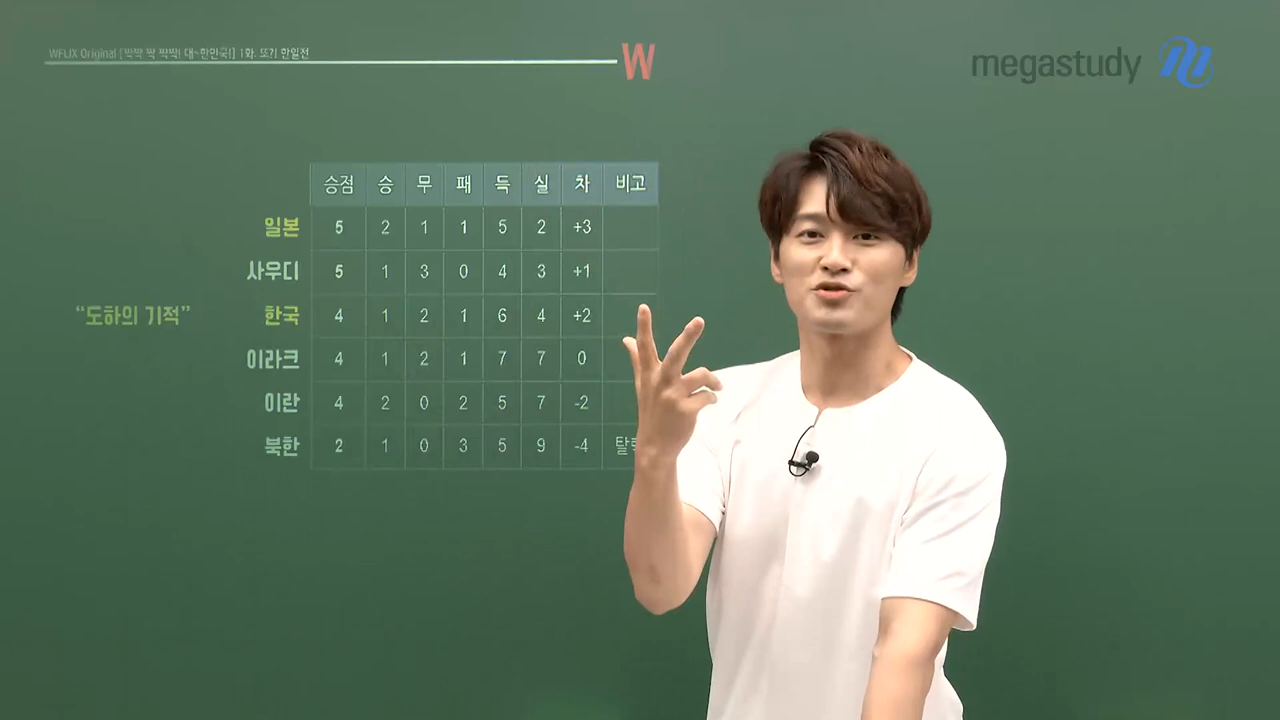 WFLIX Original [짝짝 짝 짝짝! 대~한민국!] 1화. 또?! 한일전
W
megastudy
승점 승 무 패 득 실 차 비고
일본 5 2 1 1 5 2 +3
사우디 5 1 3 0 4 3 +1
“도하의 기적” 한국 4 1 2 1 6 4 +2
이라크 4 1 2 1 7 7 0
이란 4 2 0 2 5 7 -2
북한 2 1 0 3 5 9 -4